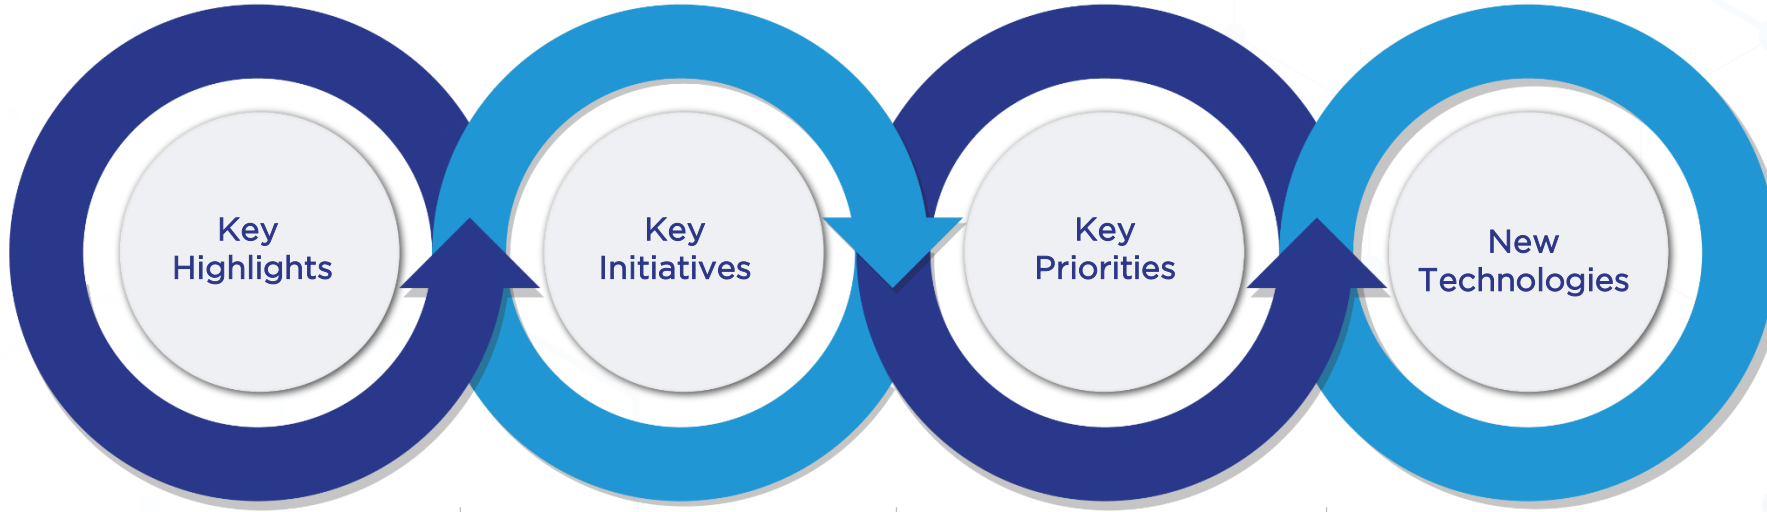 Key
Highlights
Key
Initiatives
Key
Priorities
New
Technologies